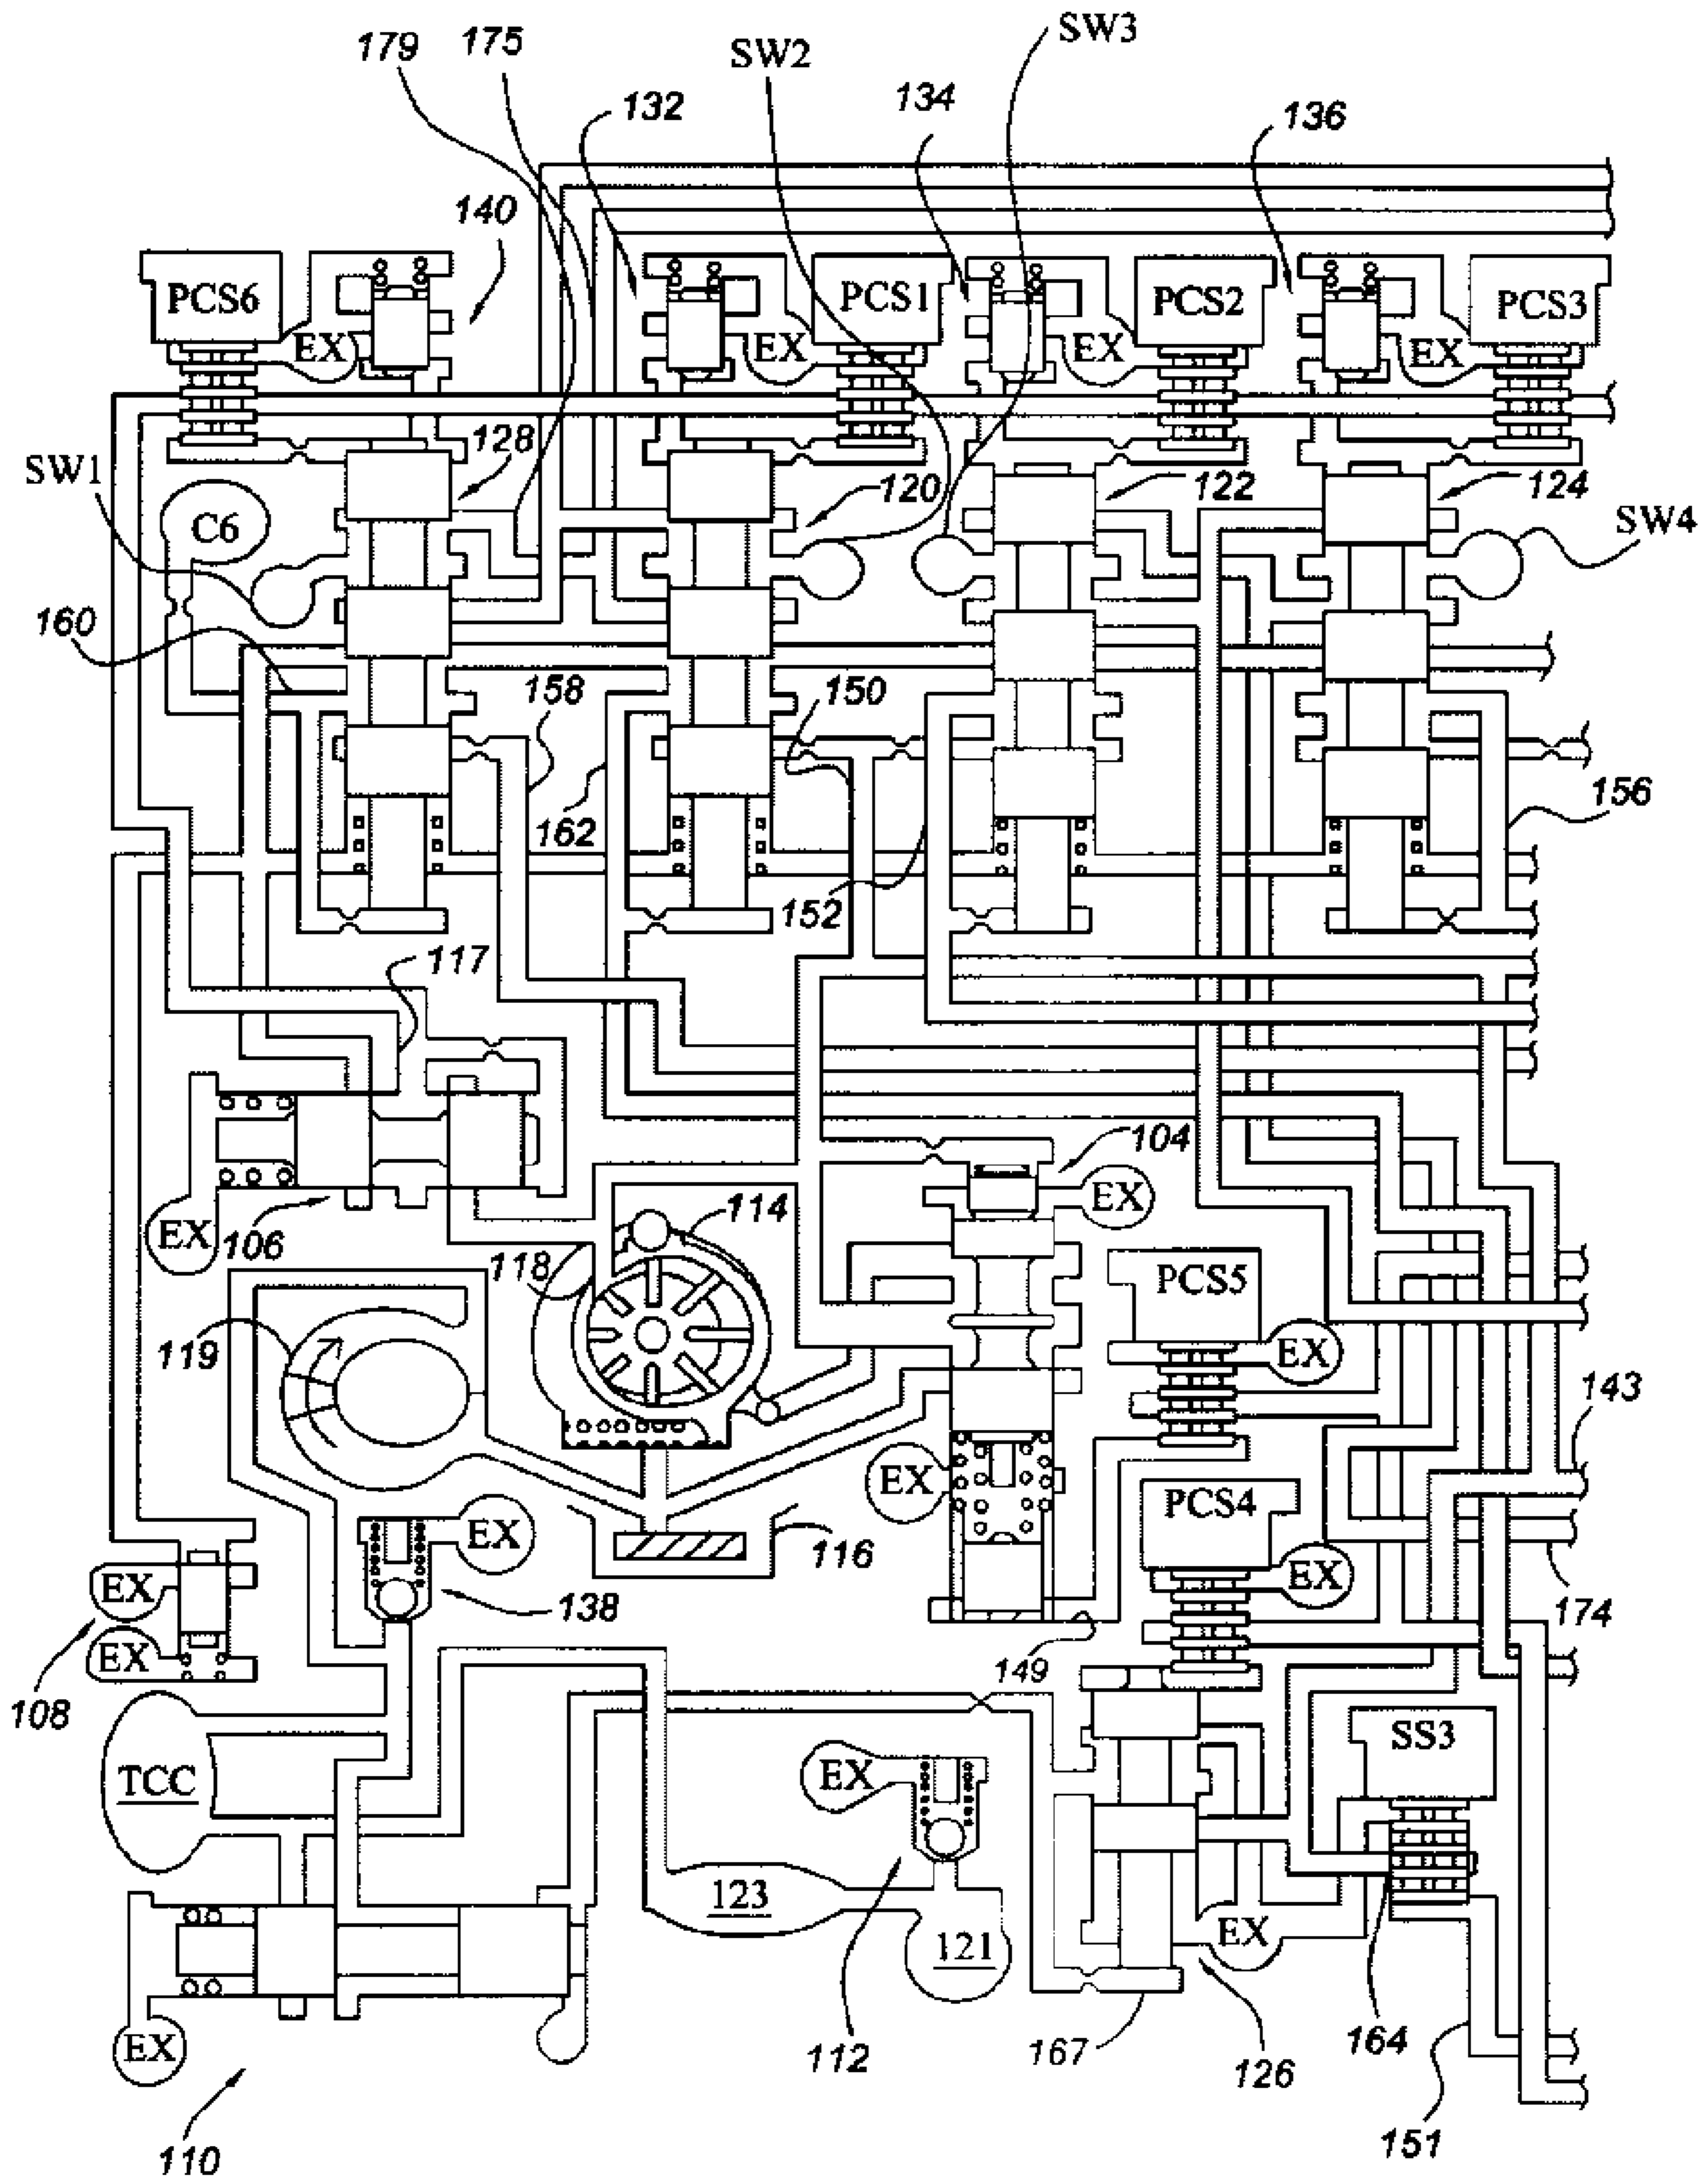 179
175
SW2
SW3
132
134
136
140
PCS6
PCS1
PCS2
PCS3
EX
EX
EX
EX
128
SW1
120
122
124
C6
SW4
160
158
150
162
156
152
117
104
EX
EX
106
114
118
PCS5
119
EX
143
EX
PCS4
EX
116
EX
EX
138
174
EX
149
108
SS3
TCC
EX
123
121
EX
164
EX
112
167
126
151
110